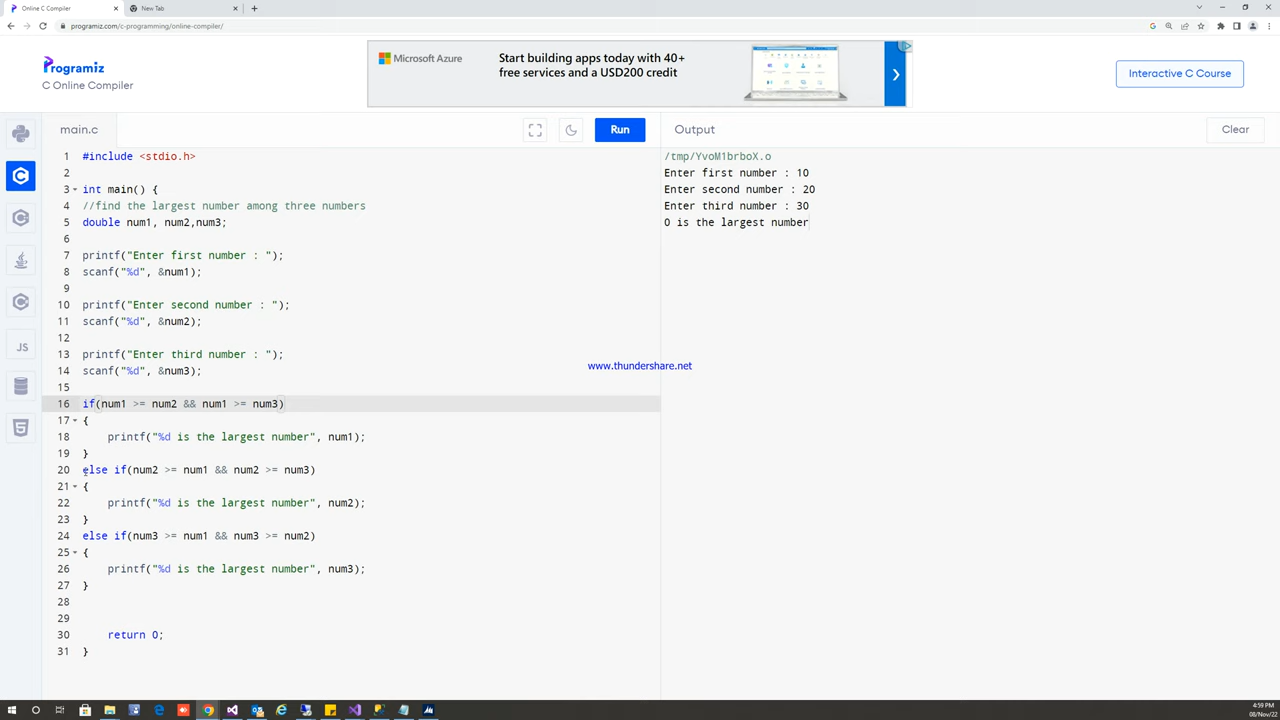 Online C Compiler
New Tab
programiz.com/c-programming/online-compiler/
Programiz
C Online Compiler
Microsoft Azure
Start building apps today with 40+
free services and a USD200 credit
Interactive C Course
main.c
Run
Output
Clear
1 #include <stdio.h>
2
3 int main() {
4 //find the largest number among three numbers
5 double num1, num2,num3;
6
7 printf("Enter first number : ");
8 scanf("%d", &num1);
9
10 printf("Enter second number : ");
11 scanf("%d", &num2);
12
13 printf("Enter third number : ");
14 scanf("%d", &num3);
15
16 if(num1 >= num2 && num1 >= num3)
17 {
18 printf("%d is the largest number", num1);
19 }
20 else if(num2 >= num1 && num2 >= num3)
21 {
22 printf("%d is the largest number", num2);
23 }
24 else if(num3 >= num1 && num3 >= num2)
25 {
26 printf("%d is the largest number", num3);
27 }
28
29
30 return 0;
31 }
/tmp/YvoM1brboX.o
Enter first number : 10
Enter second number : 20
Enter third number : 30
0 is the largest number
www.thundershare.net
JS
4:59 PM
08/Nov/22